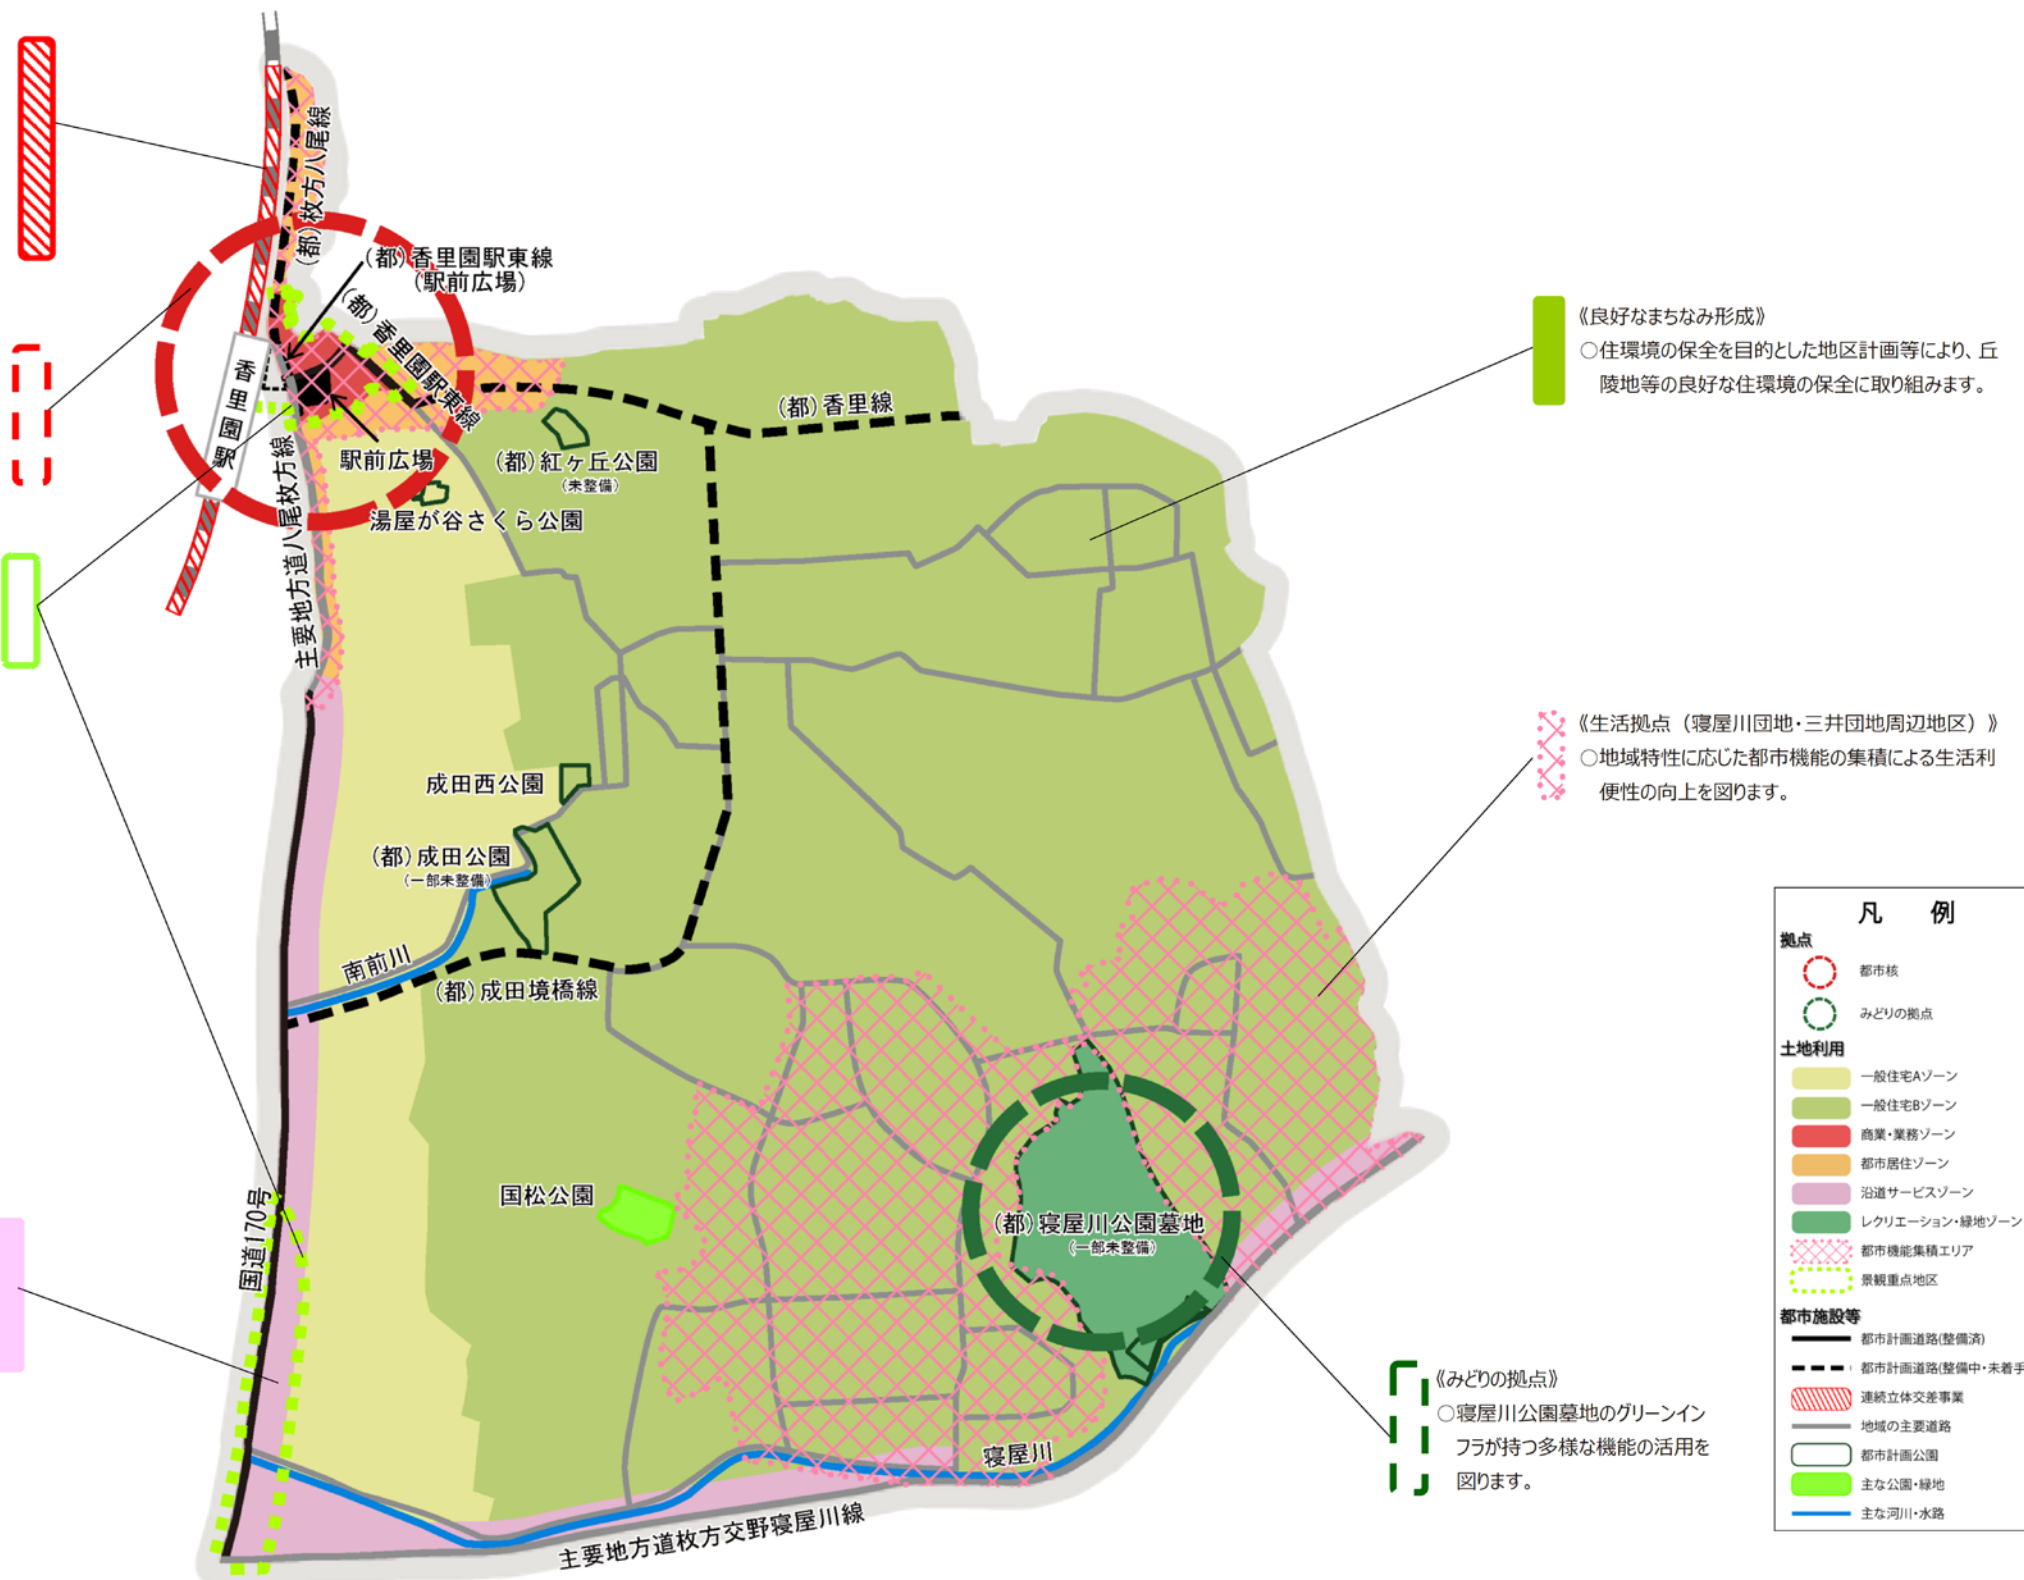 (都)枚方八尾線
(都)香里園駅東線
(駅前広場)
(都)香里園駅東線
香里園駅
駅前広場
主要地方道八尾枚方線
湯屋が谷さくら公園
(都)紅ヶ丘公園
(未整備)
(都)香里線
成田西公園
(都)成田公園
(一部未整備)
南前川
(都)成田境橋線
国松公園
国道170号
(都)寝屋川公園墓地
(一部未整備)
寝屋川
主要地方道枚方交野寝屋川線
《良好なまちなみ形成》
○住環境の保全を目的とした地区計画等により、丘
陵地等の良好な住環境の保全に取り組みます。
《生活拠点(寝屋川団地・三井団地周辺地区)》
○地域特性に応じた都市機能の集積による生活利
便性の向上を図ります。
《みどりの拠点》
○寝屋川公園墓地のグリーンイン
フラが持つ多様な機能の活用を
図ります。
凡 例
拠点
都市核
みどりの拠点
土地利用
一般住宅Aゾーン
一般住宅Bゾーン
商業・業務ゾーン
都市居住ゾーン
沿道サービスゾーン
レクリエーション・緑地ゾーン
都市機能集積エリア
景観重点地区
都市施設等
都市計画道路(整備済)
都市計画道路(整備中・未着手
連続立体交差事業
地域の主要道路
都市計画公園
主な公園・緑地
主な河川・水路